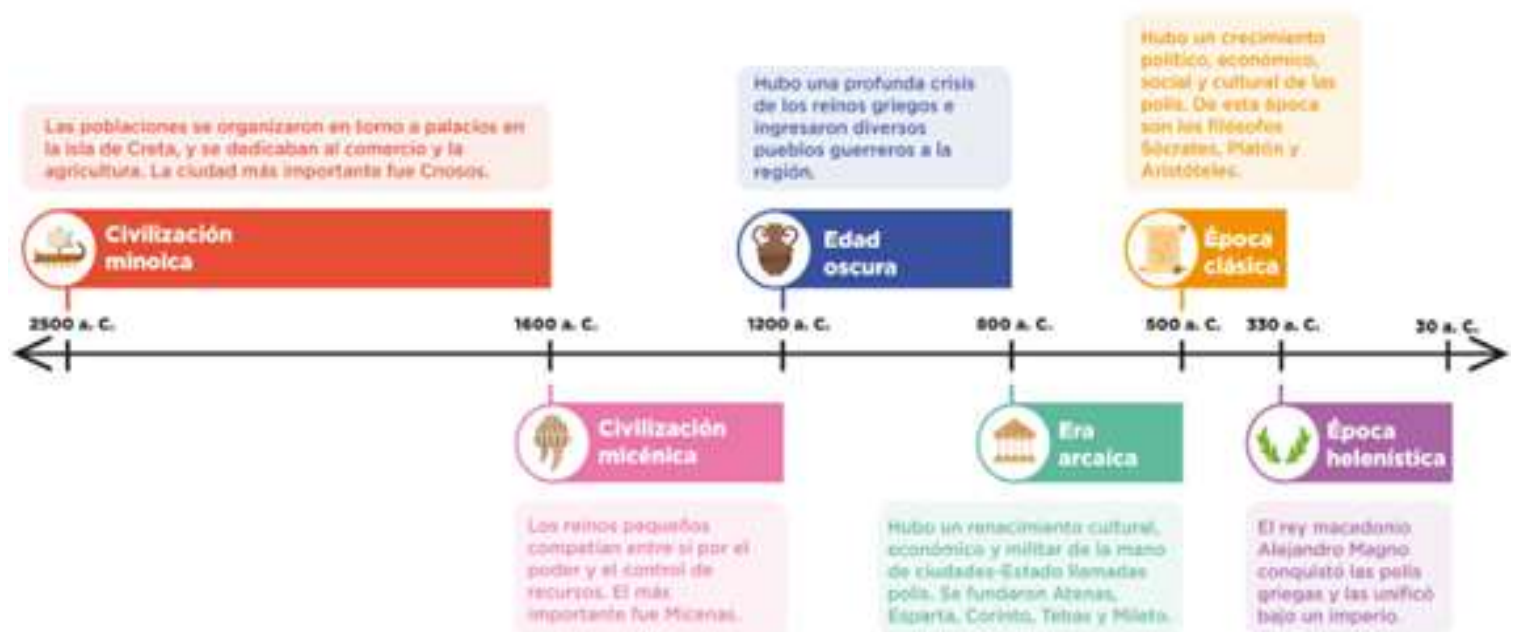 Las poblaciones se organizaron en torno a palacios en
la isla de Creta, y se dedicaban al comercio y la
agricultura. La ciudad más importante fue Cnosos.
Civilización
minoica
Hubo una profunda crisis
de los reinos griegos e
ingresaron diversos
pueblos guerreros a la
región.
Edad
oscura
Hubo un crecimiento
político, económico,
social y cultural de las
polis. De esta época
son los filósofos
Sócrates, Platón y
Aristóteles.
Época
clásica
2500 a. C.
1600 a. C.
1200 a. C.
800 a. C.
500 a. C.
330 a. C.
30 a. C.
Civilización
micénica
Los reinos pequeños
competían entre sí por el
poder y el control de
recursos. El más
importante fue Micenas.
Era
arcaica
Hubo un renacimiento cultural,
económico y militar de la mano
de ciudades-Estado llamadas
polis. Se fundaron Atenas,
Esparta, Corinto, Tebas y Mileto.
Época
helenística
El rey macedonio
Alejandro Magno
conquistó las polis
griegas y las unificó
bajo un imperio.